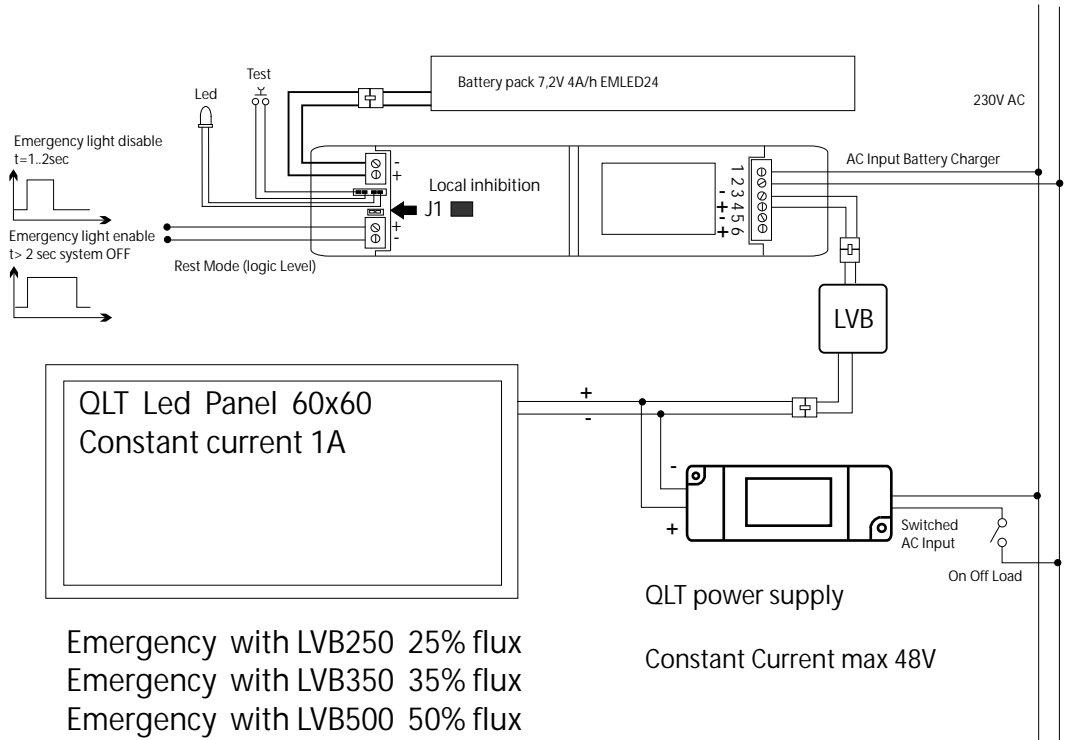 Battery pack 7,2V 4A/h EMLED24
230V AC
Test
Led
Emergency light disable
t=1..2sec
AC Input Battery Charger
-
+
Local inhibition
J1
1
2
3
4
5
6
-
+
-
+
+
-
Emergency light enable
t> 2 sec system OFF
Rest Mode (logic Level)
LVB
QLT Led Panel 60x60
Constant current 1A
+
-
-
+
Switched
AC Input
On Off Load
QLT power supply
Constant Current max 48V
Emergency with LVB250 25% flux
Emergency with LVB350 35% flux
Emergency with LVB500 50% flux